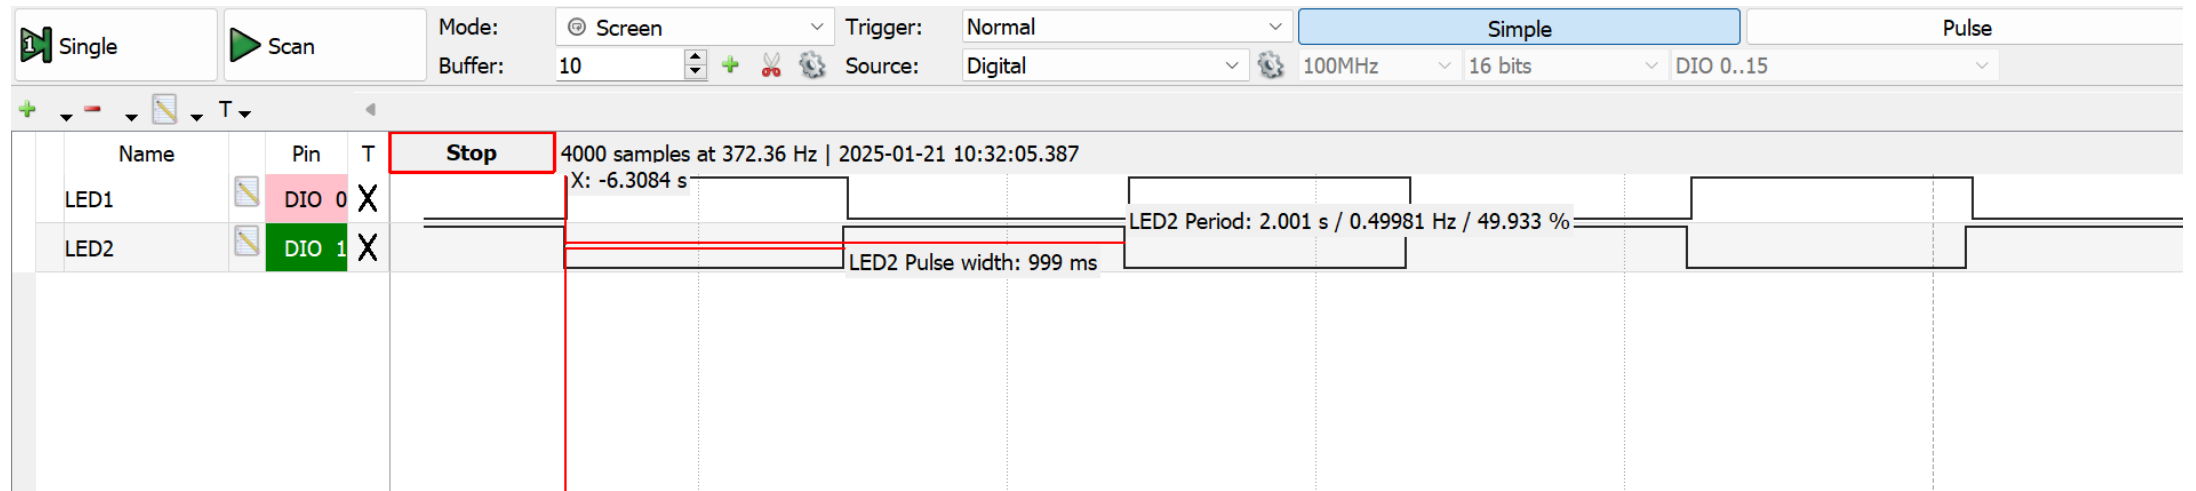 Single
Scan
Mode:
Screen
Trigger:
Normal
Simple
Pulse
Buffer:
10
Source:
Digital
100MHz
16 bits
DIO 0..15
T
Name
Pin
T
Stop
4000 samples at 372.36 Hz | 2025-01-21 10:32:05.387
X: -6.3084 s
LED1
DIO 0
X
LED2 Period: 2.001 s / 0.49981 Hz / 49.933 %
LED2
DIO 1
X
LED2 Pulse width: 999 ms